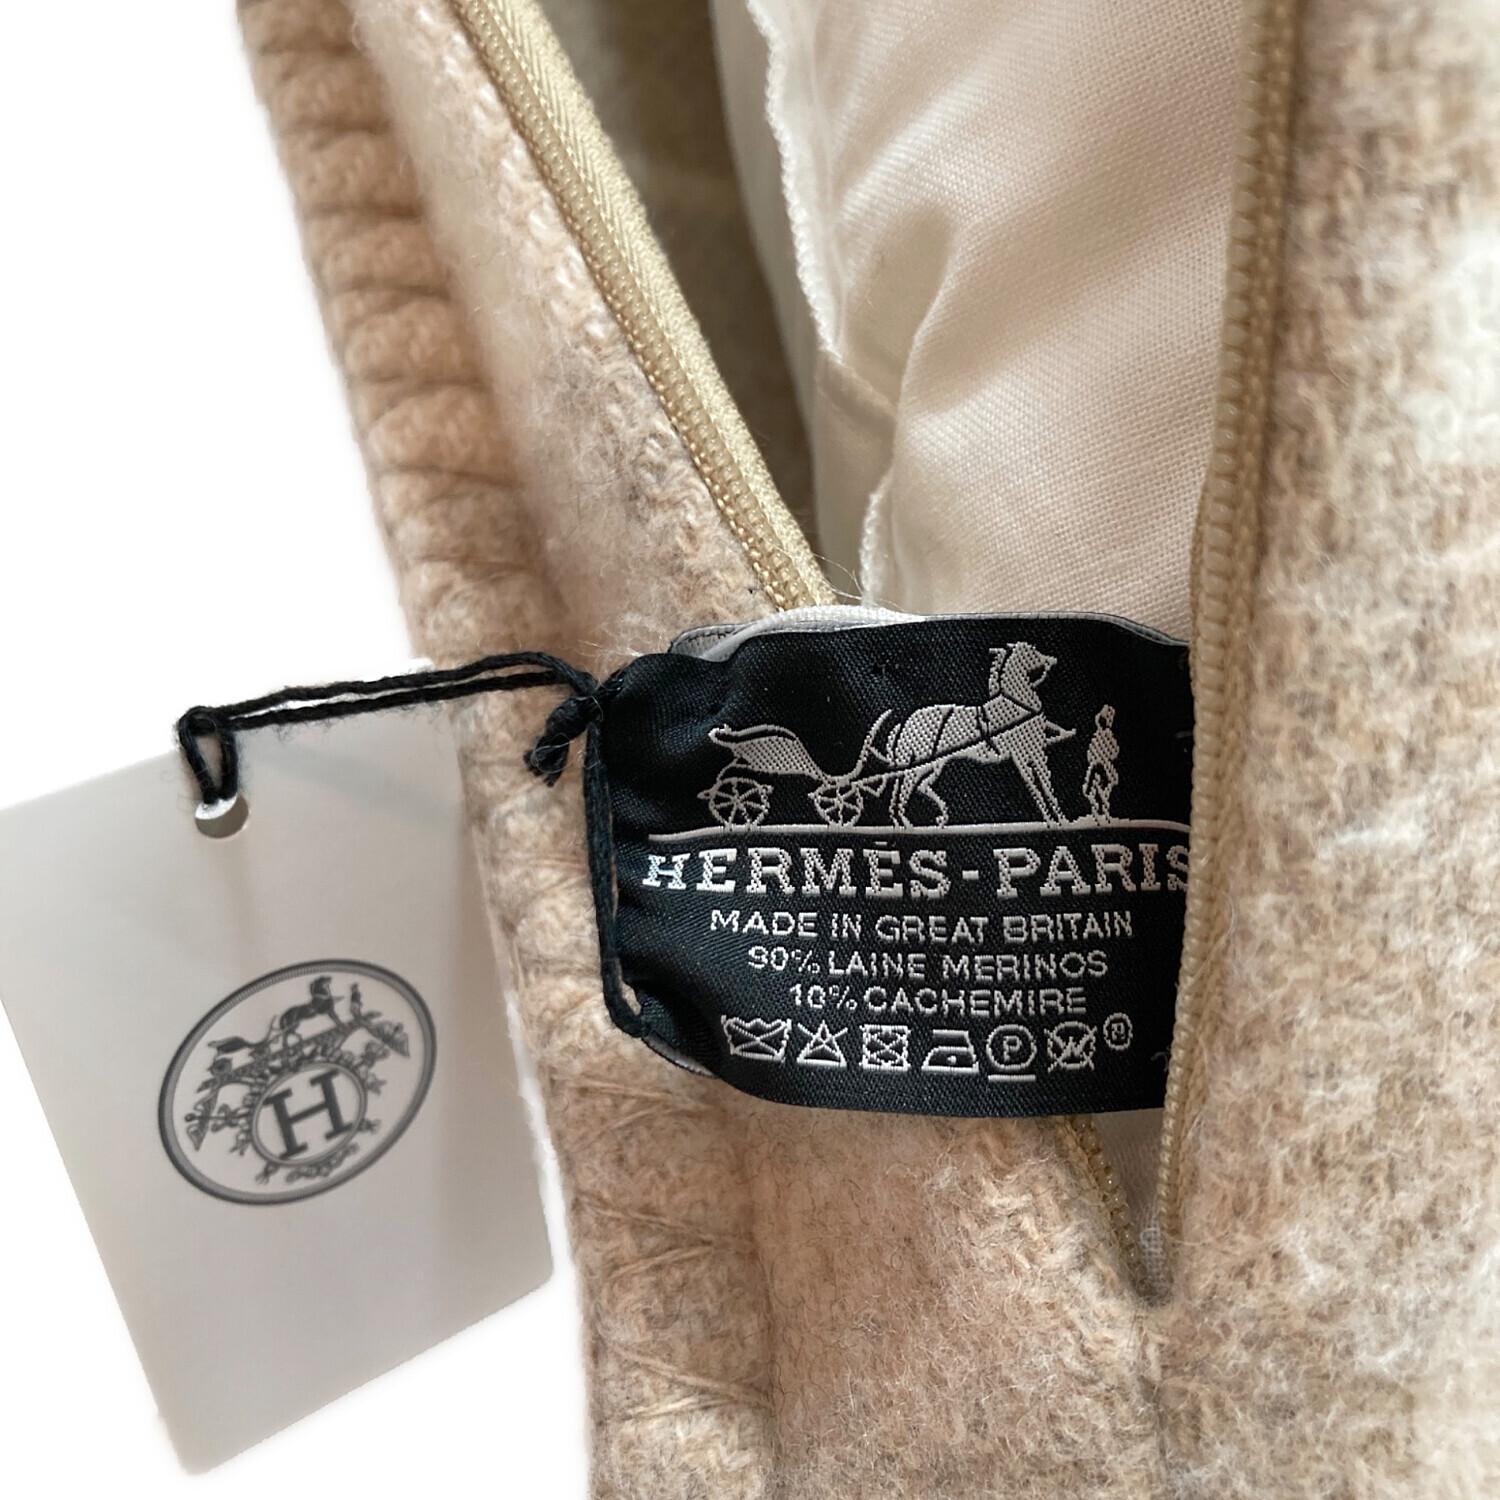 HERMÈS-PARIS
MADE IN GREAT BRITAIN
90% LAINE MERINOS
10% CACHEMIRE
P
H